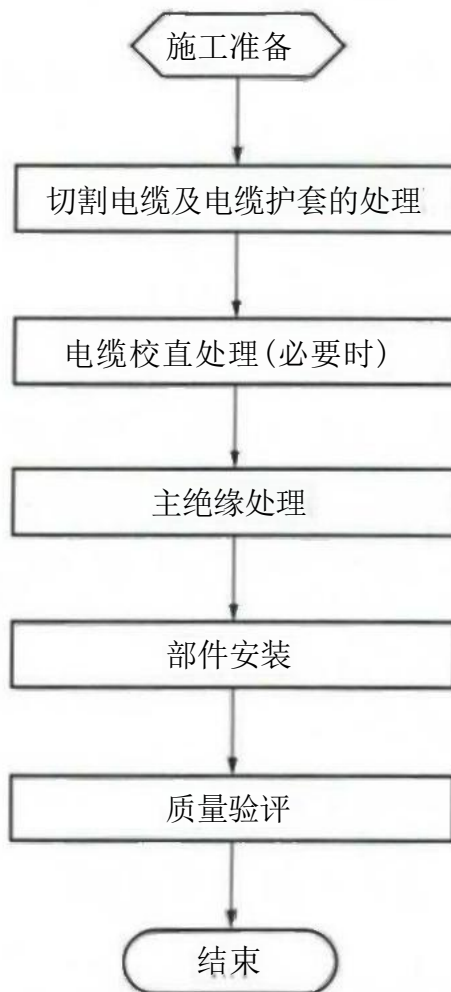 施工准备
切割电缆及电缆护套的处理
电缆校直处理(必要时)
主绝缘处理
部件安装
质量验评
结束